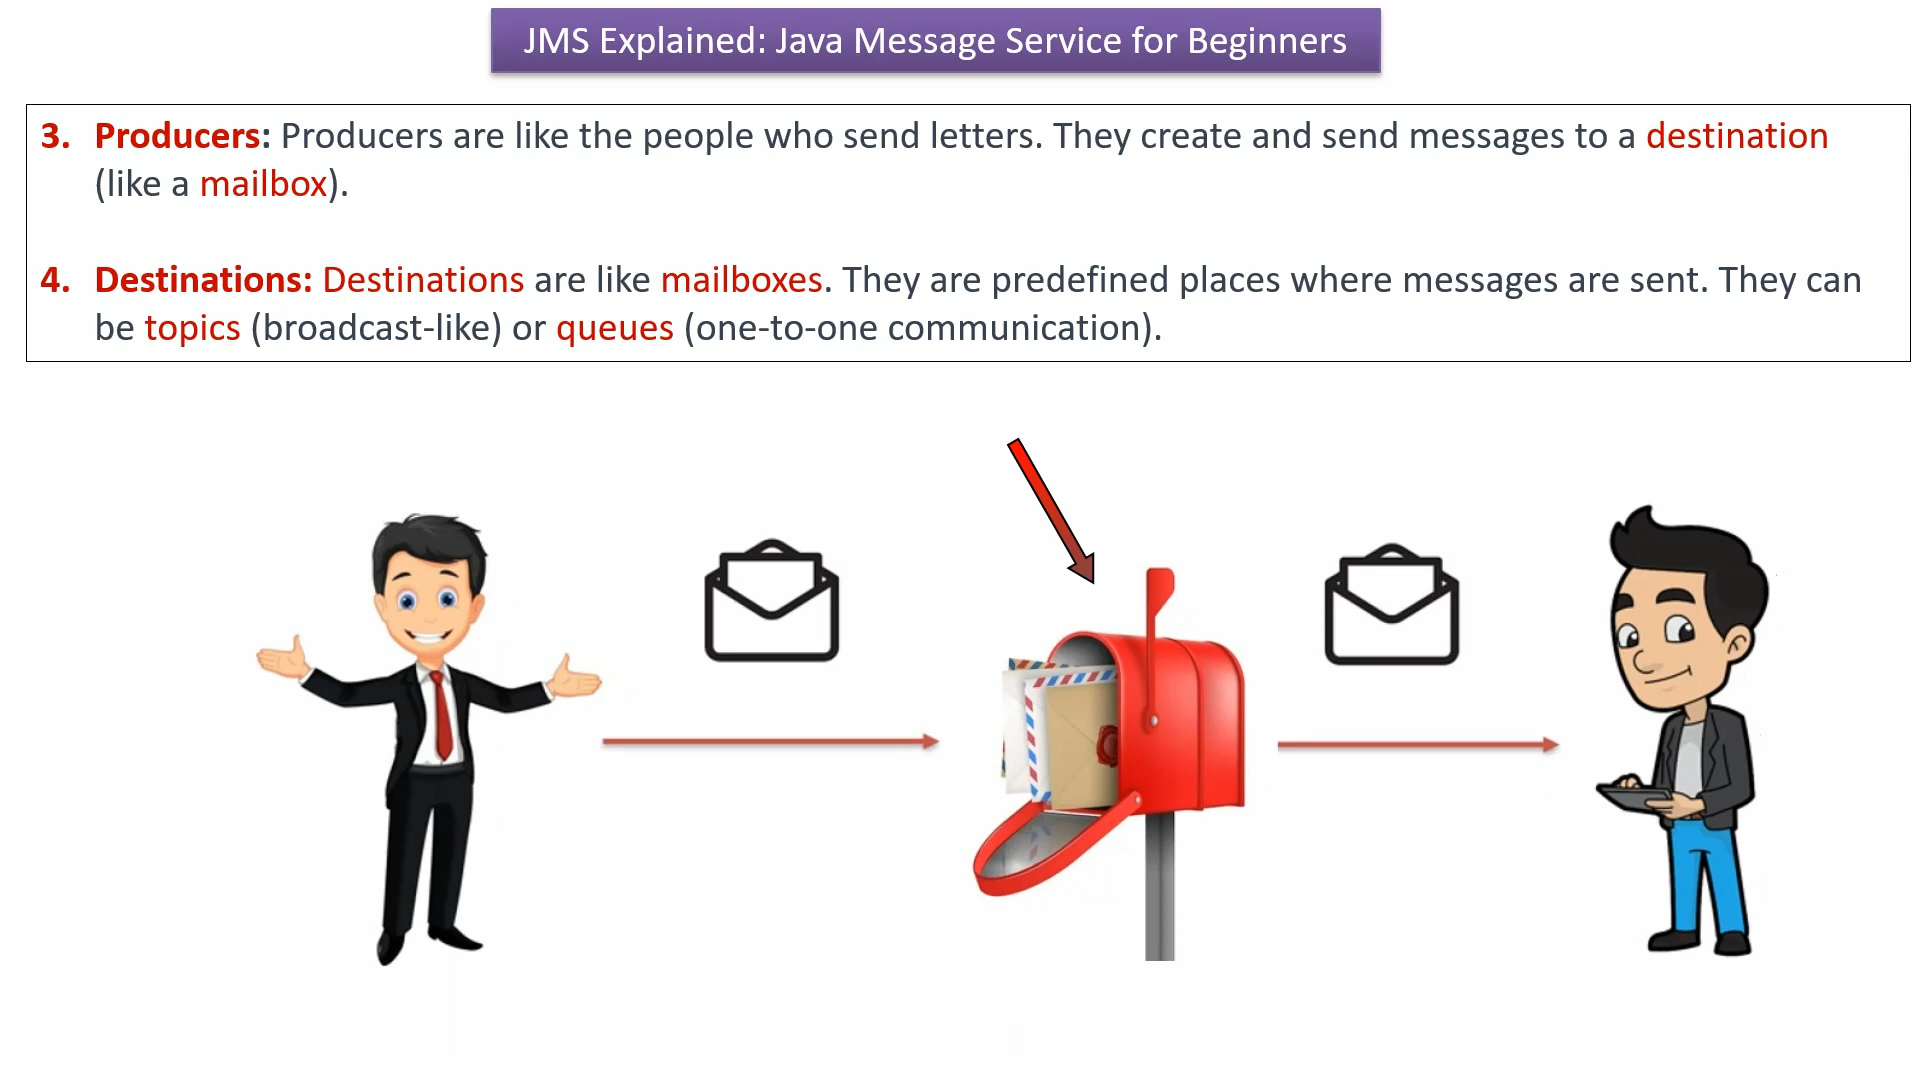 JMS Explained: Java Message Service for Beginners
3. Producers: Producers are like the people who send letters. They create and send messages to a destination
(like a mailbox).
4. Destinations: Destinations are like mailboxes. They are predefined places where messages are sent. They can
be topics (broadcast-like) or queues (one-to-one communication).